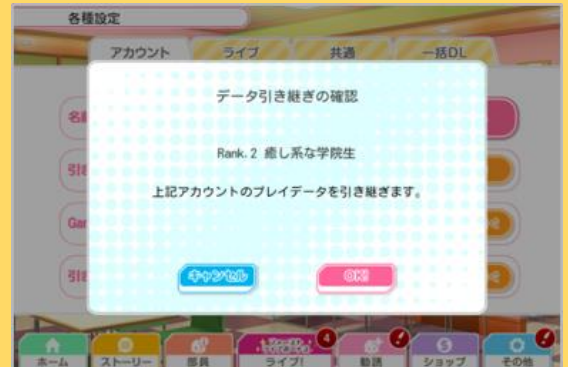 各種設定
アカウント
ライブ
共通
一括DL
データ引き継ぎの確認
Rank.2 癒し系な学院生
上記アカウントのプレイデータを引き継ぎます。
キャンセル
OK!
ホーム
ストーリー
部員
ライブ!
4
勧誘
ショップ
その他